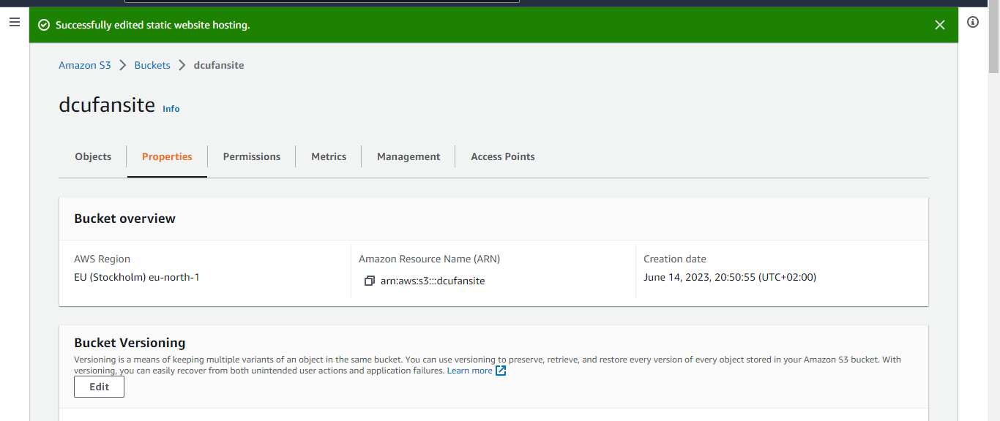 Successfully edited static website hosting.
Amazon S3 > Buckets > dcufansite
dcufansite Info
Objects Properties Permissions Metrics Management Access Points
Bucket overview
AWS Region
EU (Stockholm) eu-north-1
Amazon Resource Name (ARN)
arn:aws:s3:::dcufansite
Creation date
June 14, 2023, 20:50:55 (UTC+02:00)
Bucket Versioning
Versioning is a means of keeping multiple variants of an object in the same bucket. You can use versioning to preserve, retrieve, and restore every version of every object stored in your Amazon S3 bucket. With
versioning, you can easily recover from both unintended user actions and application failures. Learn more
Edit